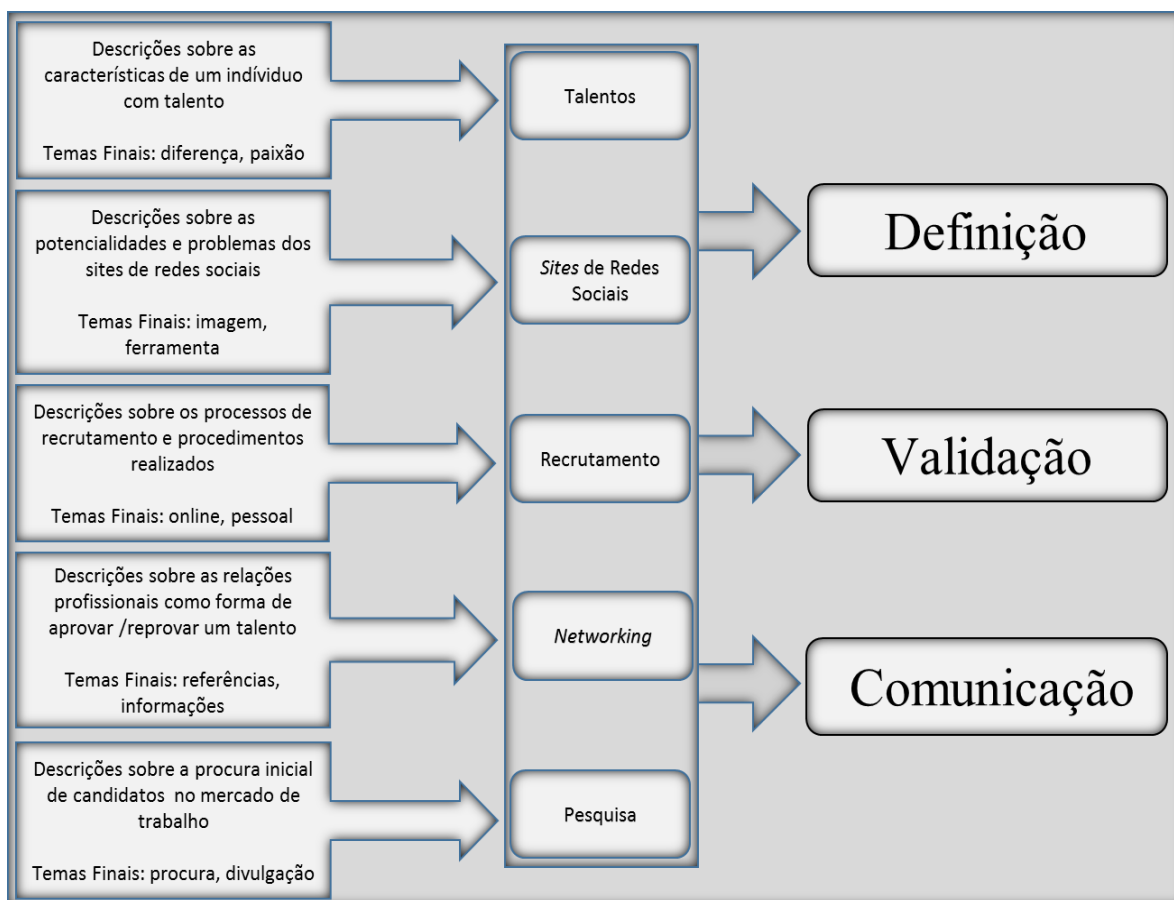 Descrições sobre as
características de um indíviduo
com talento
Temas Finais: diferença, paixão
Talentos
Descrições sobre as
potencialidades e problemas dos
sites de redes sociais
Temas Finais: imagem,
ferramenta
Sites de Redes
Sociais
Descrições sobre os processos de
recrutamento e procedimentos
realizados
Temas Finais: online, pessoal
Recrutamento
Descrições sobre as relações
profissionais como forma de
aprovar /reprovar um talento
Temas Finais: referências,
informações
Networking
Descrições sobre a procura inicial
de candidatos no mercado de
trabalho
Temas Finais: procura, divulgação
Pesquisa
Definição
Validação
Comunicação